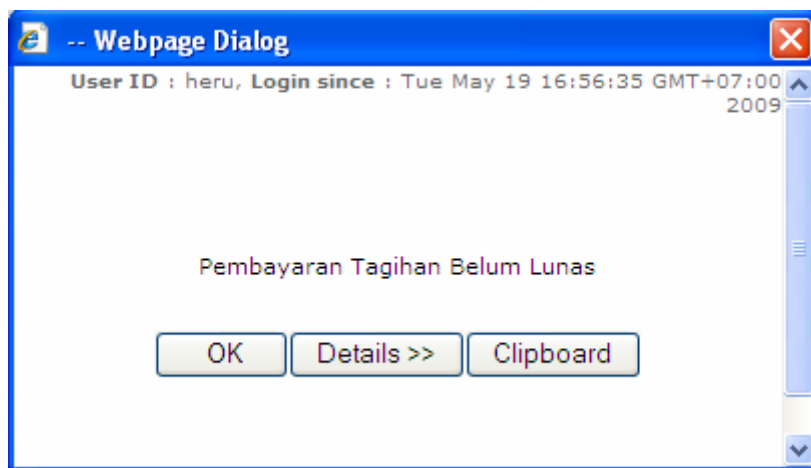 -- Webpage Dialog
User ID : heru, Login since : Tue May 19 16:56:35 GMT+07:00
2009
Pembayaran Tagihan Belum Lunas
OK Details >> Clipboard